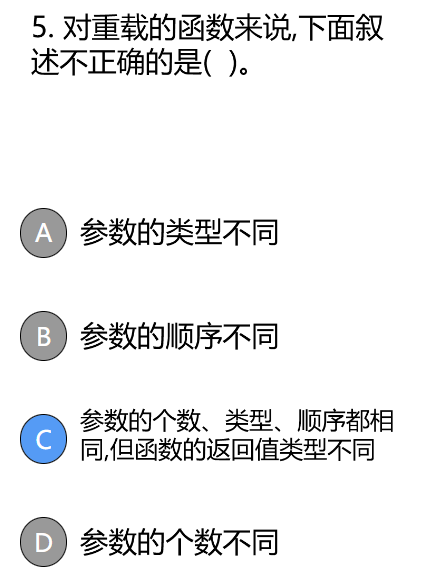 5. 对重载的函数来说,下面叙
述不正确的是( )。
A 参数的类型不同
B 参数的顺序不同
C 参数的个数、类型、顺序都相
同,但函数的返回值类型不同
D 参数的个数不同